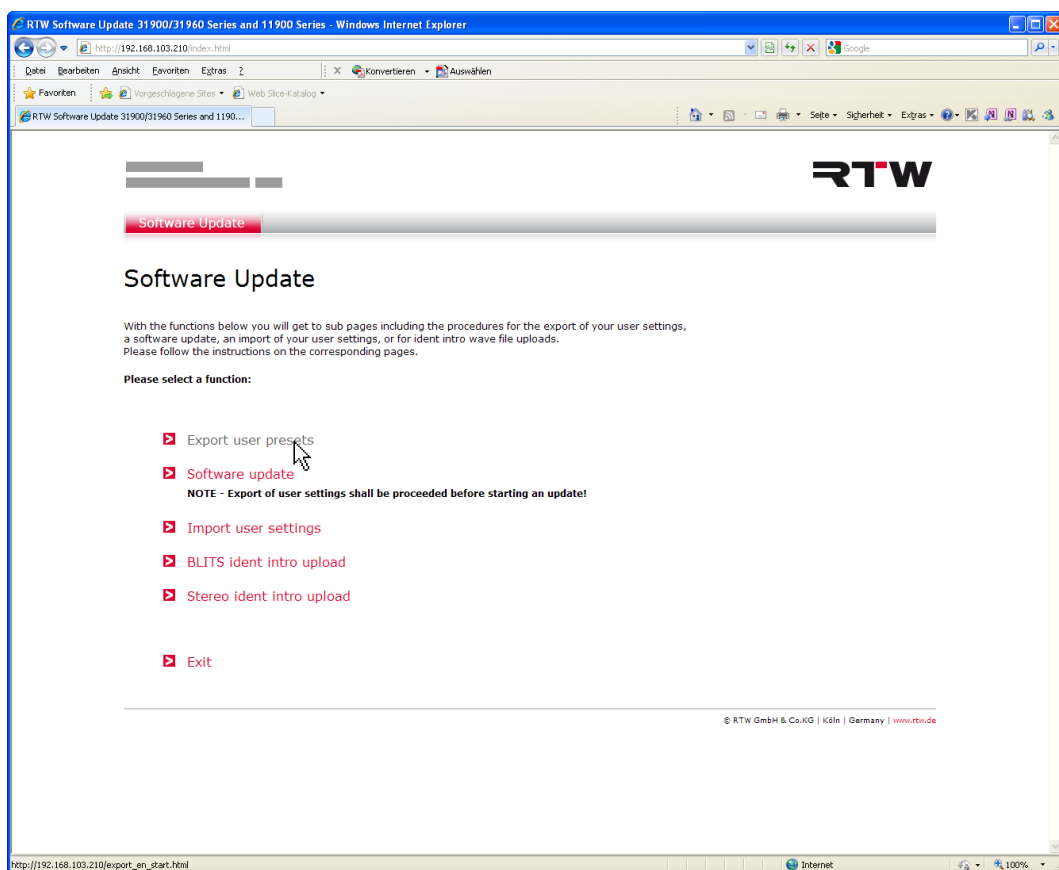 RTW Software Update 31900/31960 Series and 11900 Series - Windows Internet Explorer
http://192.168.103.210/index.html
Google
Datei Bearbeiten Ansicht Favoriten Extras ? X Konvertieren Auswählen
Favoriten Vorgeschlagene Sites Web Slice-Katalog
RTW Software Update 31900/31960 Series and 1190...
Seite Sicherheit Extras
RTW
Software Update
Software Update
With the functions below you will get to sub pages including the procedures for the export of your user settings,
a software update, an import of your user settings, or for ident intro wave file uploads.
Please follow the instructions on the corresponding pages.
Please select a function:
Export user presets
Software update
NOTE - Export of user settings shall be proceeded before starting an update!
Import user settings
BLITS ident intro upload
Stereo ident intro upload
Exit
© RTW GmbH & Co.KG | Köln | Germany | www.rtw.de
http://192.168.103.210/export_en_start.html
Internet
100%